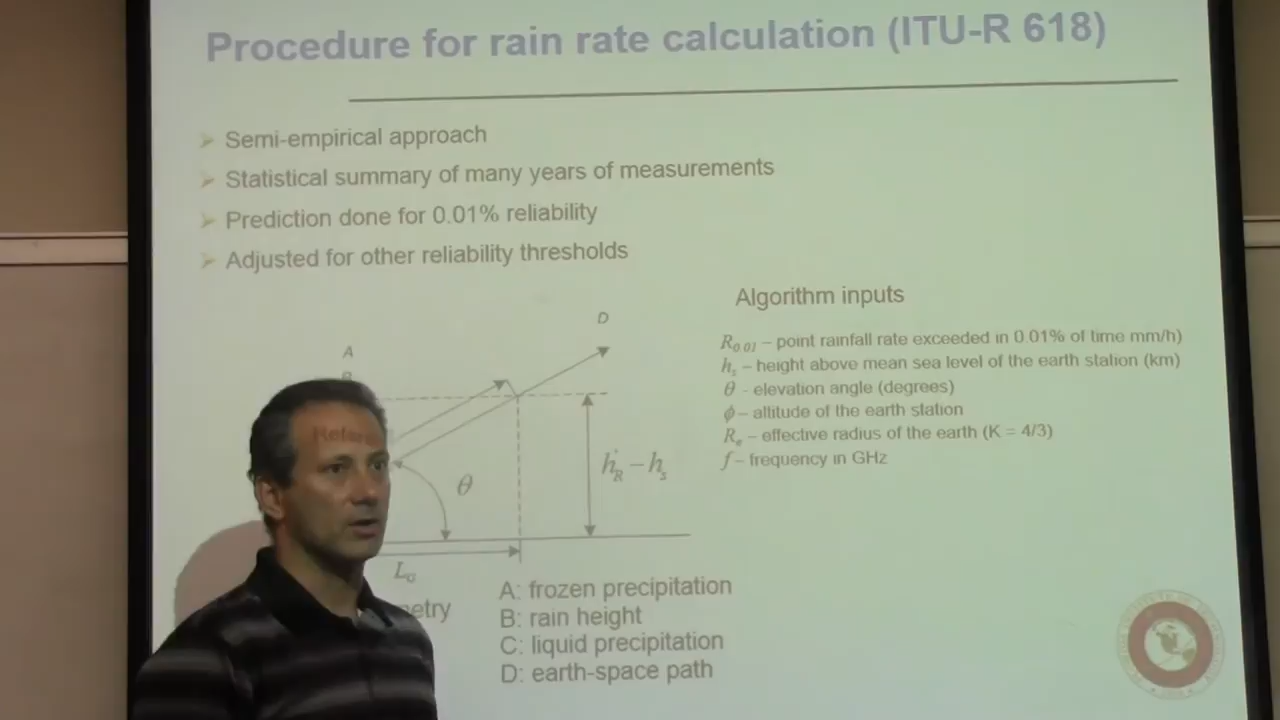 Procedure for rain rate calculation (ITU-R 618)
Semi-empirical approach
Statistical summary of many years of measurements
Prediction done for 0.01% reliability
Adjusted for other reliability thresholds
Algorithm inputs
R0.01 – point rainfall rate exceeded in 0.01% of time mm/h)
hs – height above mean sea level of the earth station (km)
θ - elevation angle (degrees)
ϕ – altitude of the earth station
Re – effective radius of the earth (K = 4/3)
f – frequency in GHz
D
A
B
θ
hR – hs
LG
A: frozen precipitation
B: rain height
C: liquid precipitation
D: earth-space path